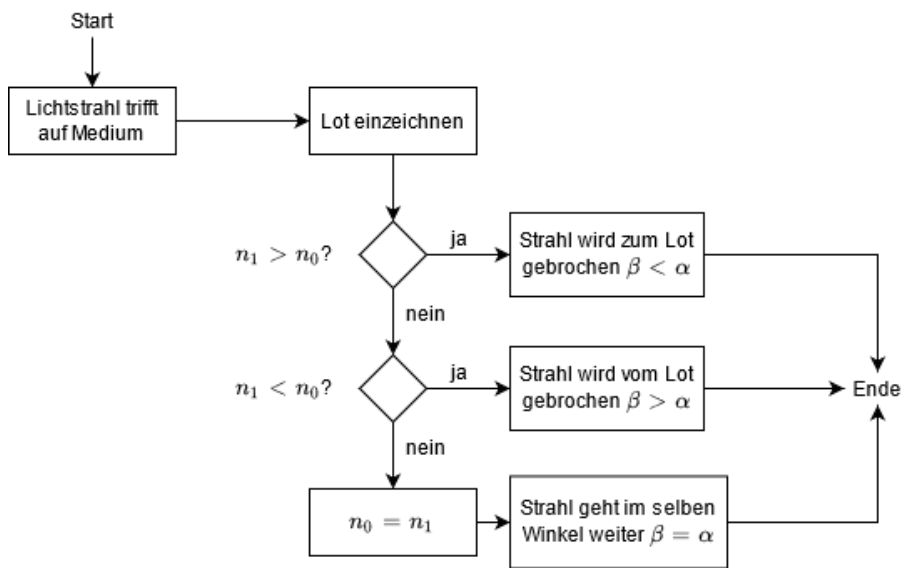 Start
Lichtstrahl trifft
auf Medium
Lot einzeichnen
n₁ > n₀?
ja
Strahl wird zum Lot
gebrochen β < α
nein
n₁ < n₀?
ja
Strahl wird vom Lot
gebrochen β > α
Ende
nein
n₀ = n₁
Strahl geht im selben
Winkel weiter β = α